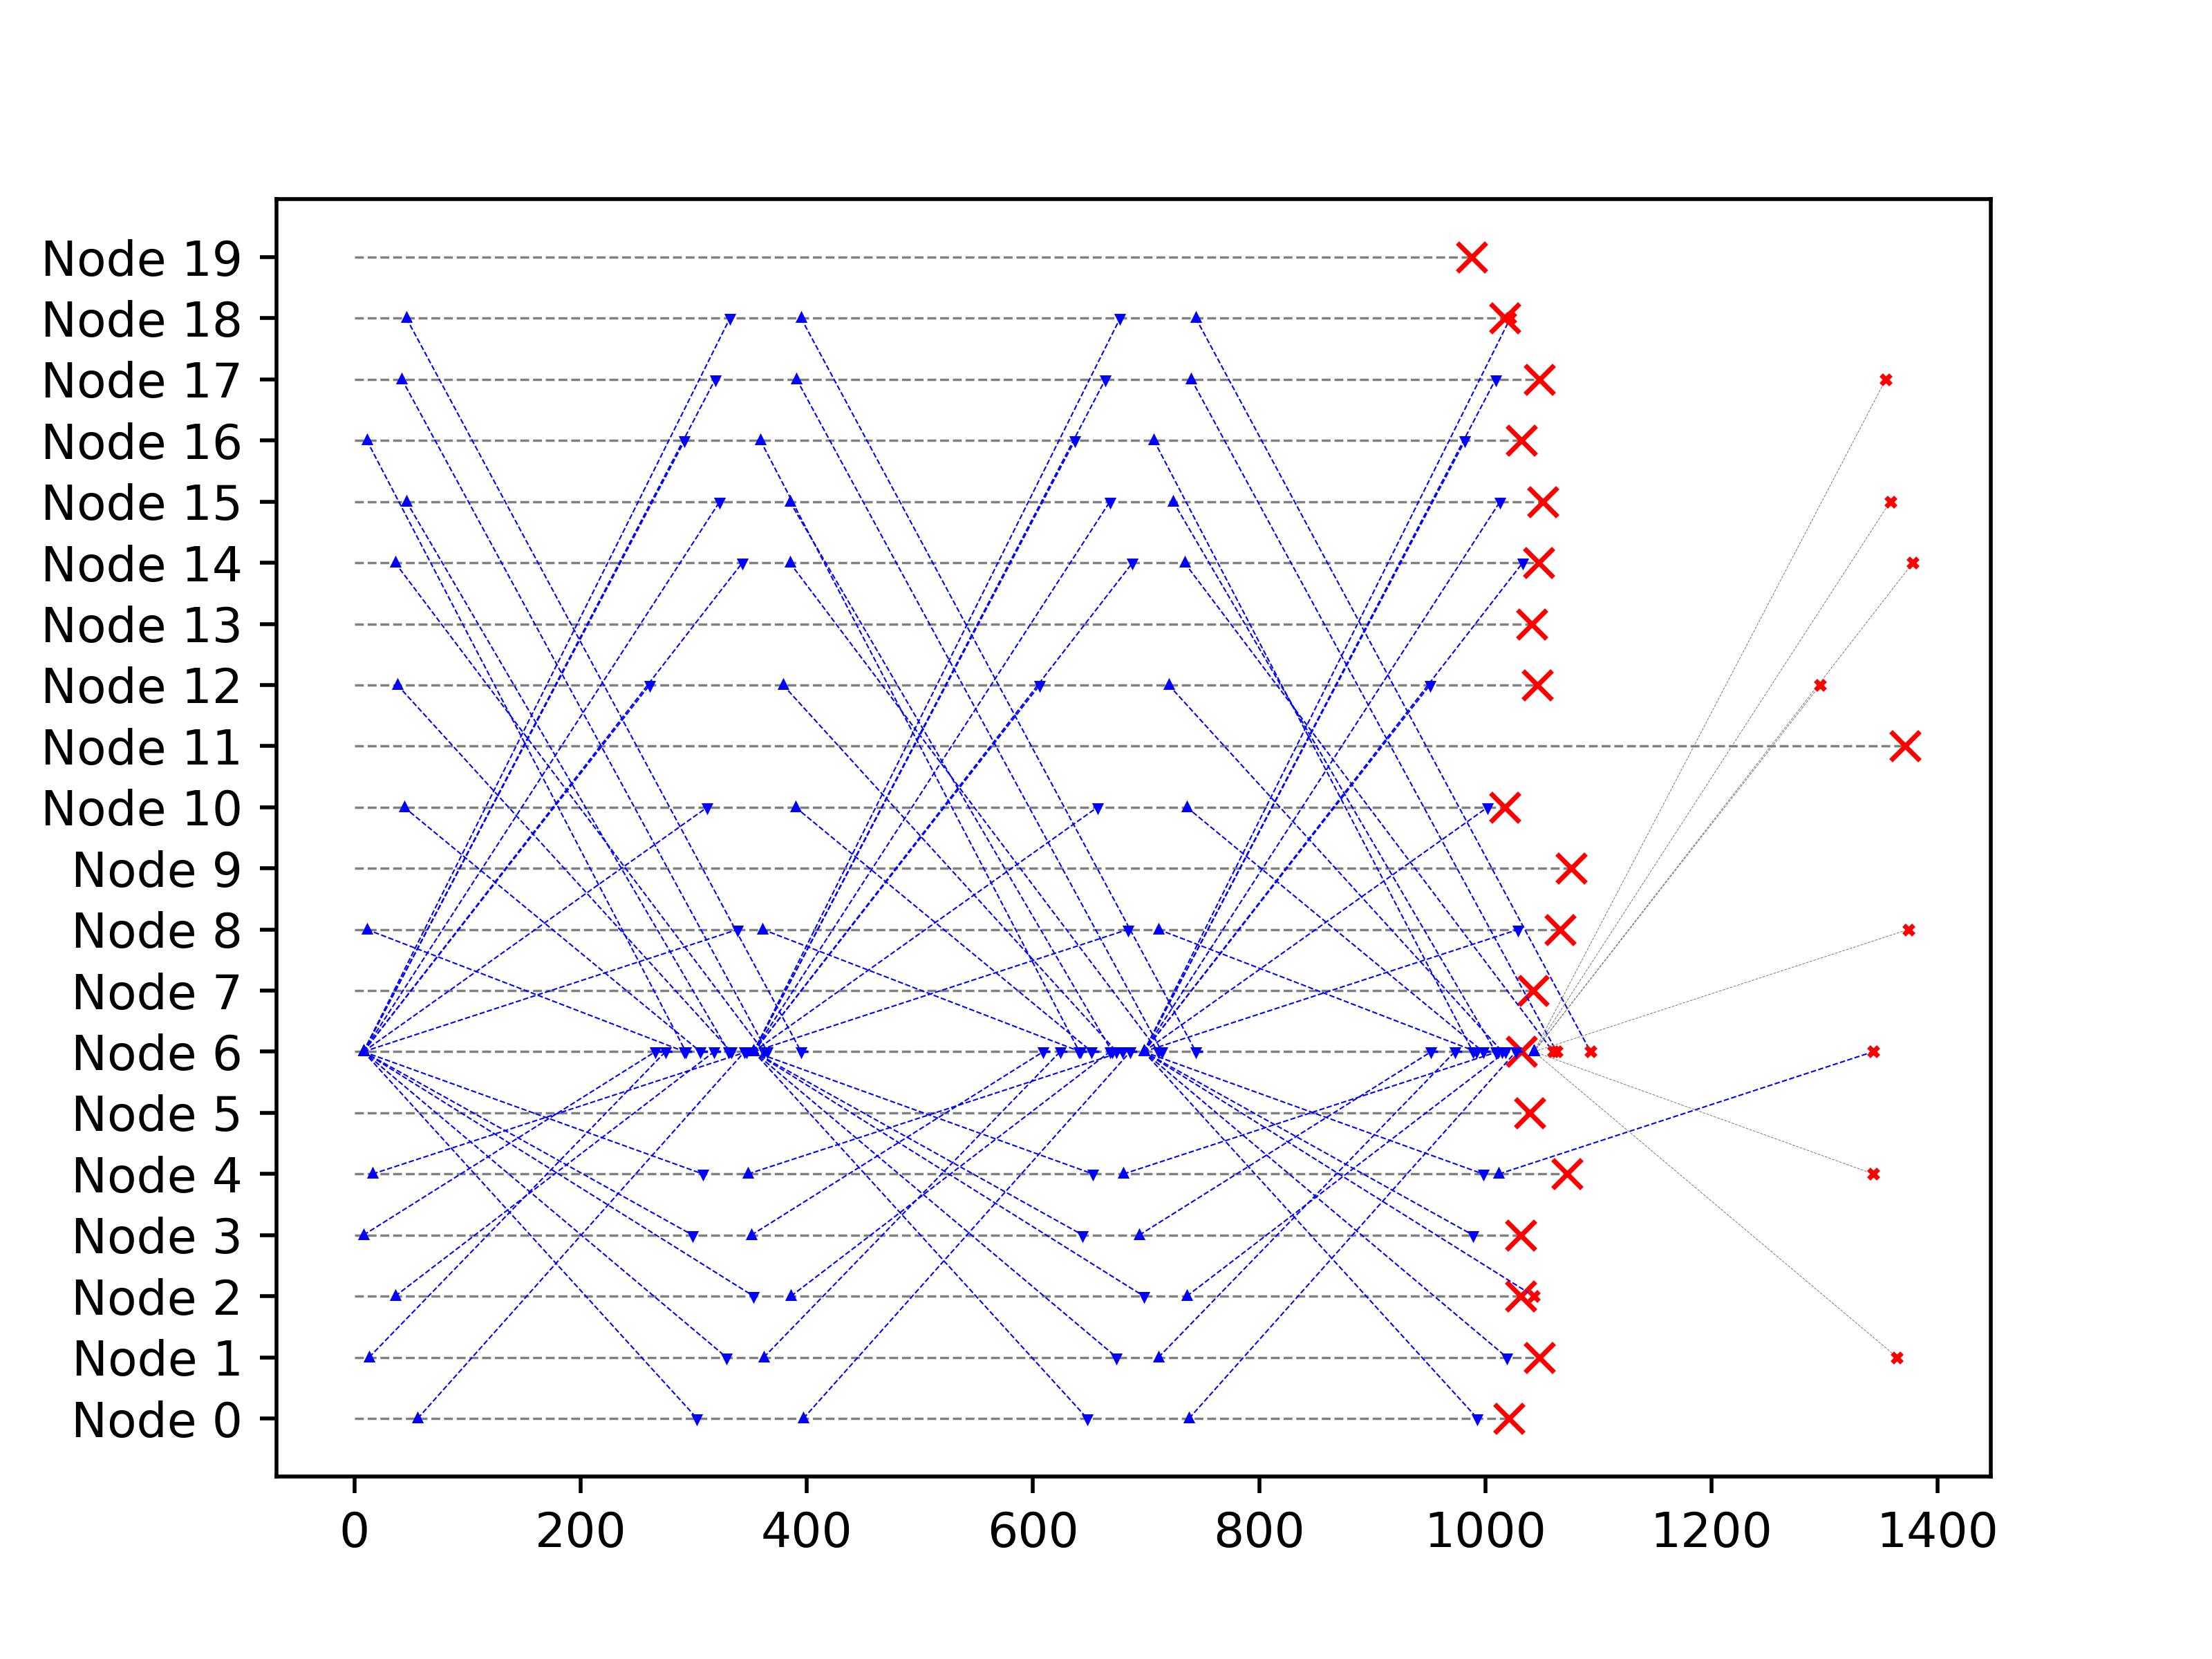 Node 19
Node 18
Node 17
Node 16
Node 15
Node 14
Node 13
Node 12
Node 11
Node 10
Node 9
Node 8
Node 7
Node 6
Node 5
Node 4
Node 3
Node 2
Node 1
Node 0
0 200 400 600 800 1000 1200 1400